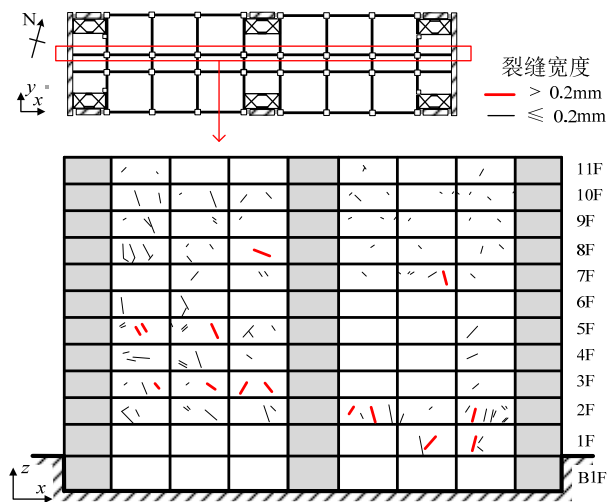 N
y
x
裂缝宽度
> 0.2mm
≤ 0.2mm
11F
10F
9F
8F
7F
6F
5F
4F
3F
2F
1F
B1F
z
x